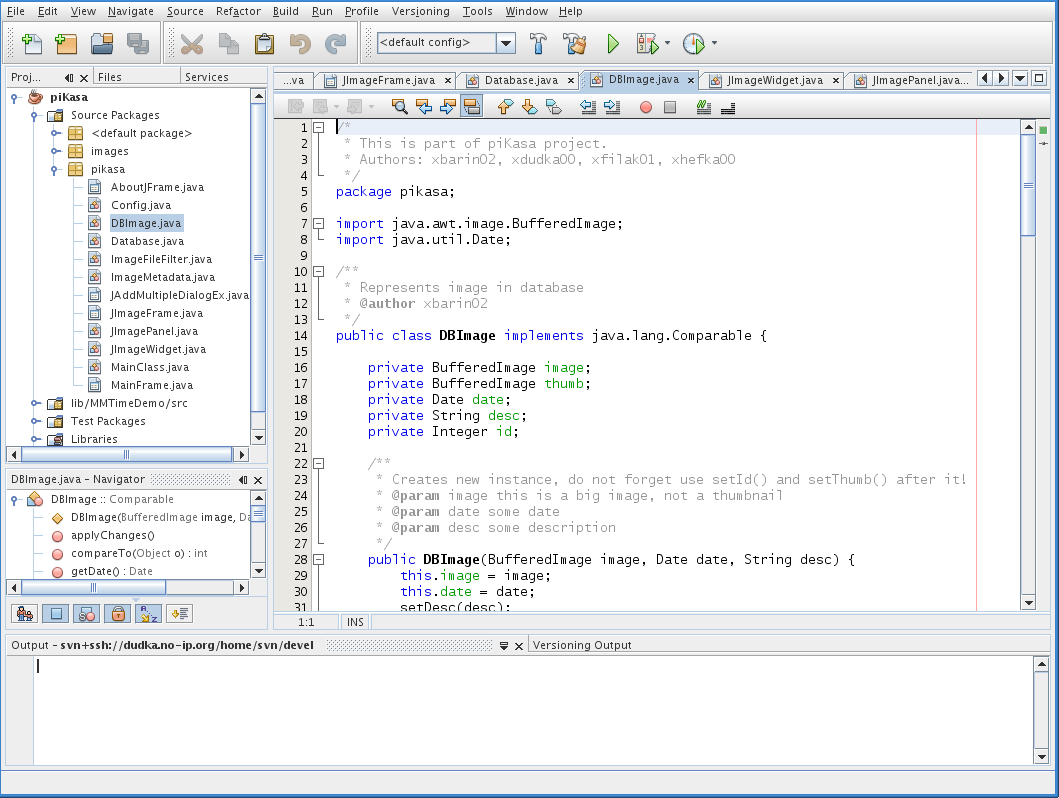 File Edit View Navigate Source Refactor Build Run Profile Versioning Tools Window Help
<default config>
Proj... Files Services
piKasa
Source Packages
<default package>
images
pikasa
AboutJFrame.java
Config.java
DBImage.java
Database.java
ImageFileFilter.java
ImageMetadata.java
JAddMultipleDialogEx.java
JImageFrame.java
JImagePanel.java
JImageWidget.java
MainClass.java
MainFrame.java
lib/MMTimeDemo/src
Test Packages
Libraries
DBImage.java - Navigator
DBImage :: Comparable
DBImage(BufferedImage image, Da
applyChanges()
compareTo(Object o) : int
getDate() : Date
...va JImageFrame.java Database.java DBImage.java JImageWidget.java JImagePanel.java...
1 /*
2 * This is part of piKasa project.
3 * Authors: xbarin02, xdudka00, xfilak01, xhefka00
4 */
5 package pikasa;
6
7 import java.awt.image.BufferedImage;
8 import java.util.Date;
9
10 /**
11 * Represents image in database
12 * @author xbarin02
13 */
14 public class DBImage implements java.lang.Comparable {
15
16 private BufferedImage image;
17 private BufferedImage thumb;
18 private Date date;
19 private String desc;
20 private Integer id;
21
22 /**
23 * Creates new instance, do not forget use setId() and setThumb() after it!
24 * @param image this is a big image, not a thumbnail
25 * @param date some date
26 * @param desc some description
27 */
28 public DBImage(BufferedImage image, Date date, String desc) {
29 this.image = image;
30 this.date = date;
31 setDesc(desc);
1:1 INS
Output - svn+ssh://dudka.no-ip.org/home/svn/devel Versioning Output